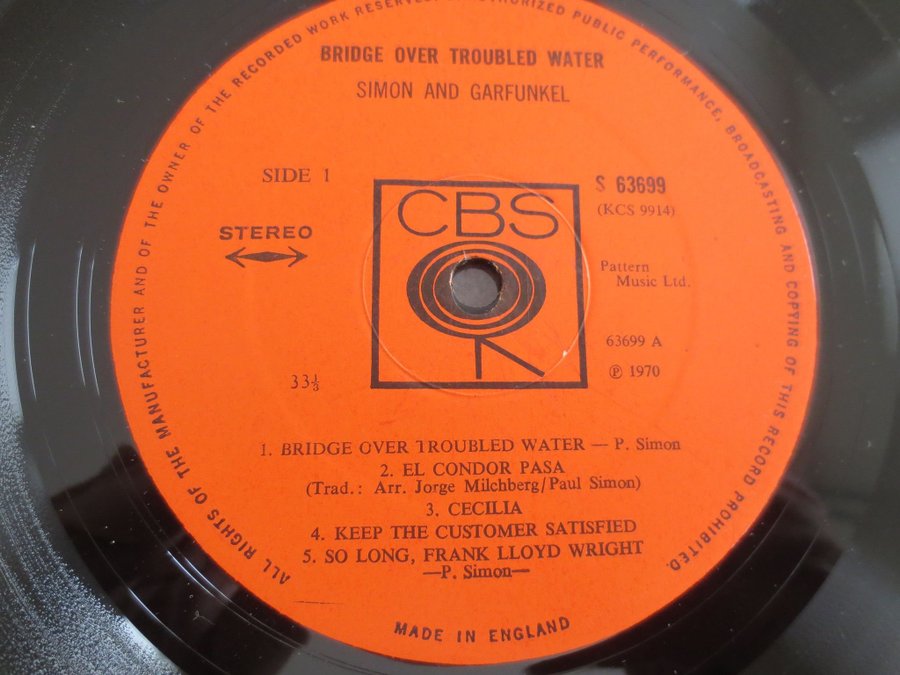 ALL RIGHTS OF THE MANUFACTURER AND OF THE OWNER OF THE RECORDED WORK RESERVED. UNAUTHORIZED PUBLIC PERFORMANCE, BROADCASTING AND COPYING OF THIS RECORD PROHIBITED.
BRIDGE OVER TROUBLED WATER
SIMON AND GARFUNKEL
SIDE 1
S 63699
(KCS 9914)
STEREO
CBS
Pattern
Music Ltd.
63699 A
33⅓
℗ 1970
1. BRIDGE OVER TROUBLED WATER — P. Simon
2. EL CONDOR PASA
(Trad.: Arr. Jorge Milchberg/Paul Simon)
3. CECILIA
4. KEEP THE CUSTOMER SATISFIED
5. SO LONG, FRANK LLOYD WRIGHT
—P. Simon—
MADE IN ENGLAND